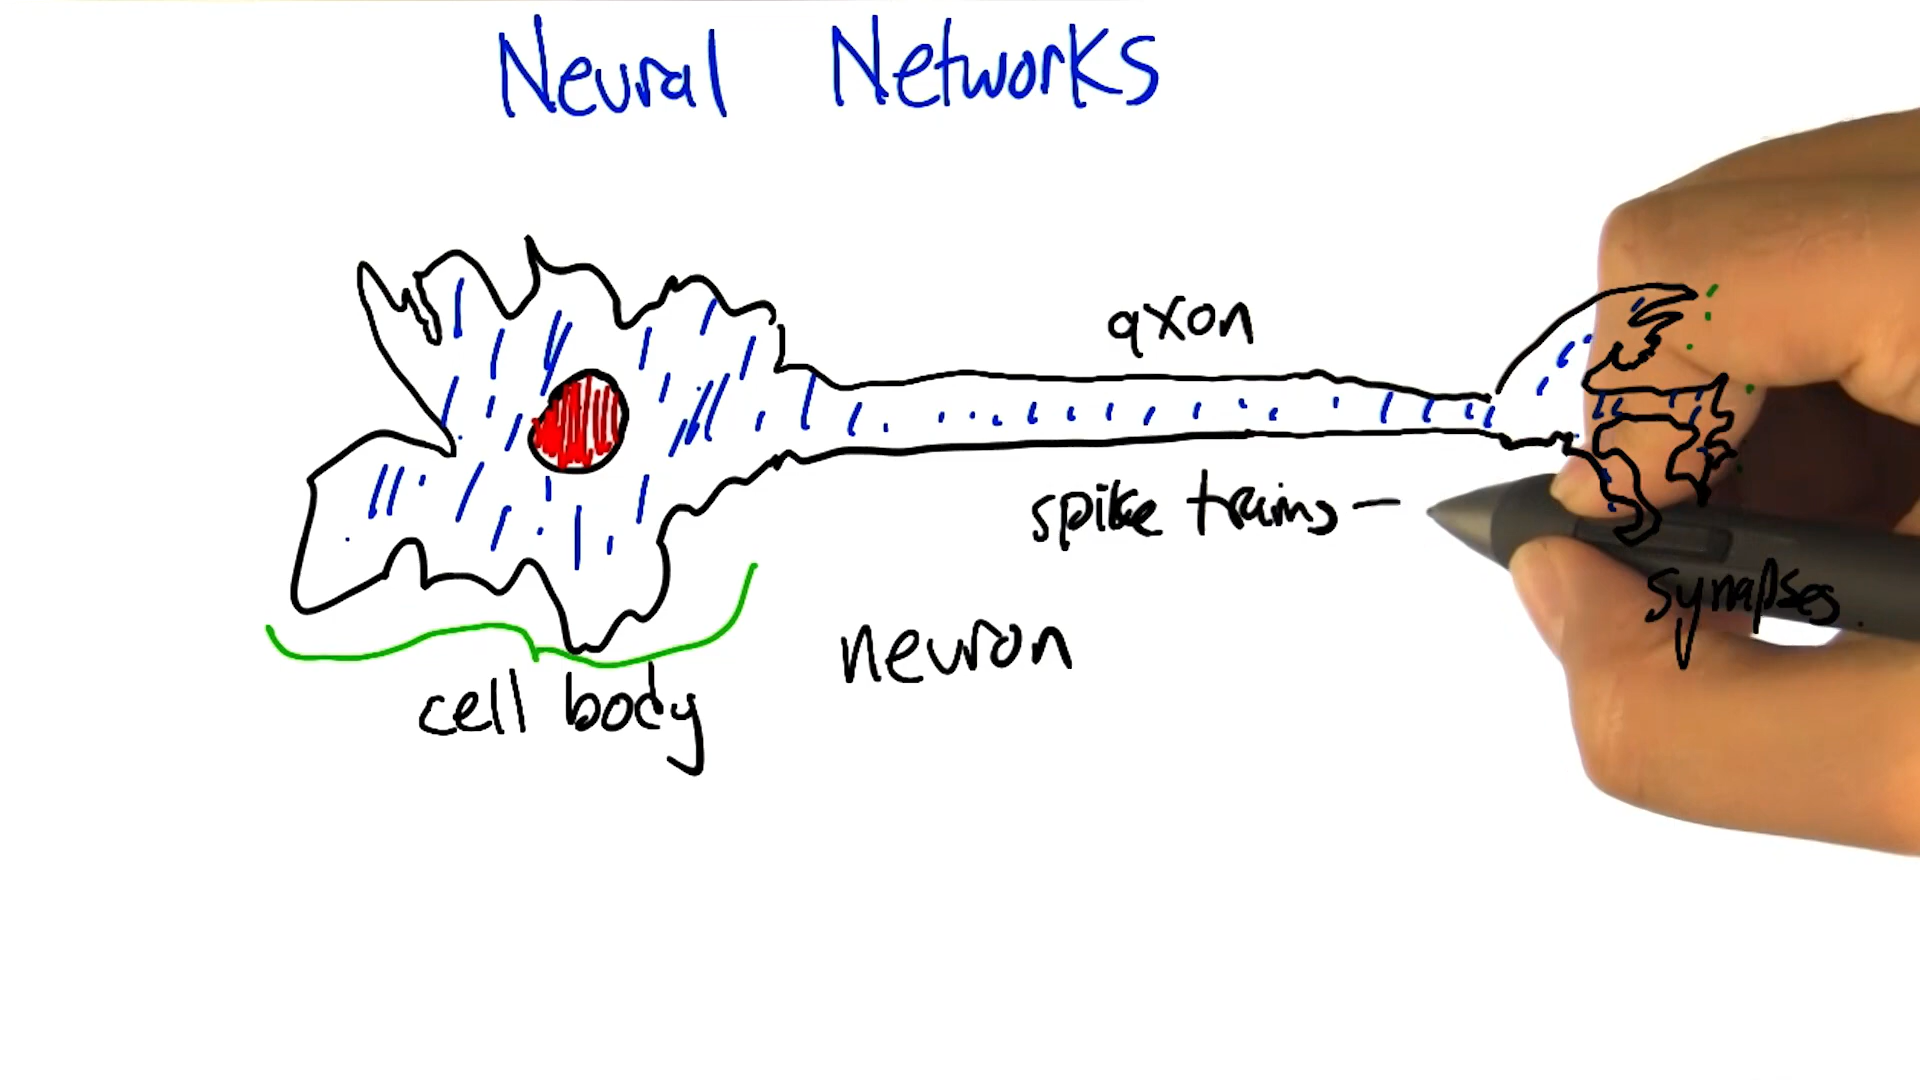 Neural Networks
axon
spike trains —
synapses.
neuron
cell body